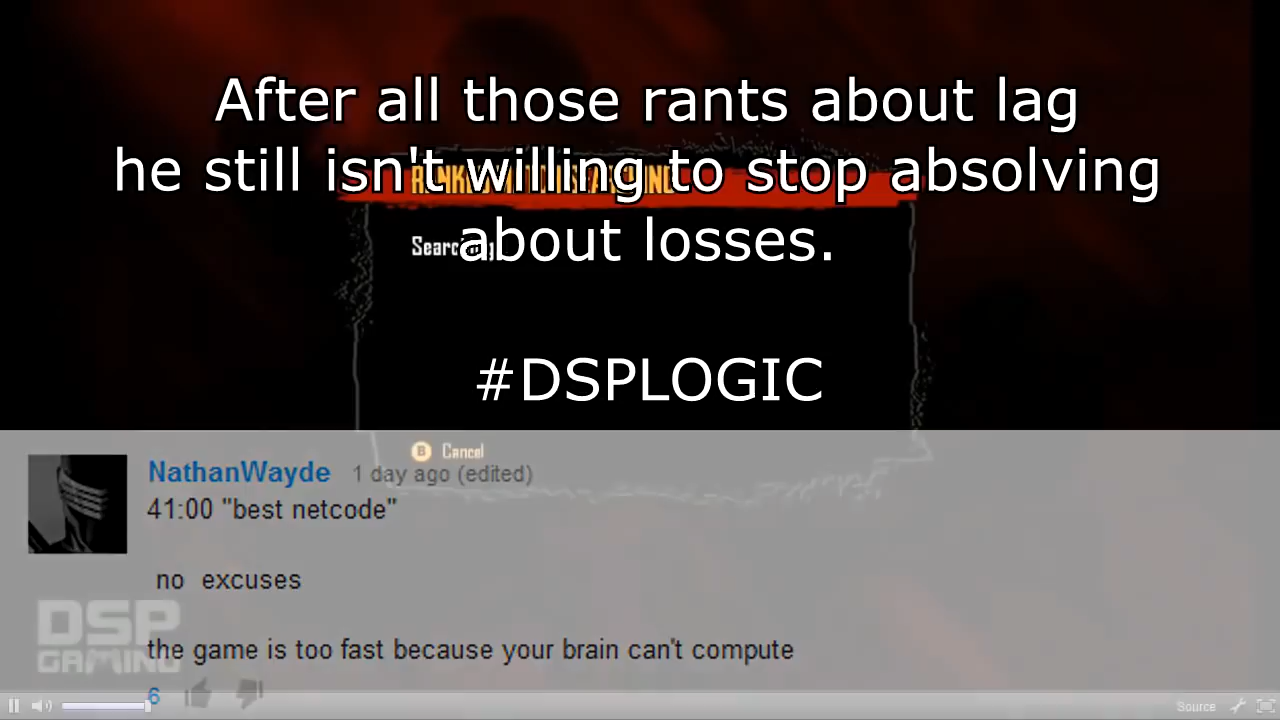 After all those rants about lag
he still isn't willing to stop absolving
about losses.
Searching
#DSPLOGIC
B Cancel
NathanWayde 1 day ago (edited)
41:00 "best netcode"
no excuses
DSP
GAMING
the game is too fast because your brain can't compute
6
Source